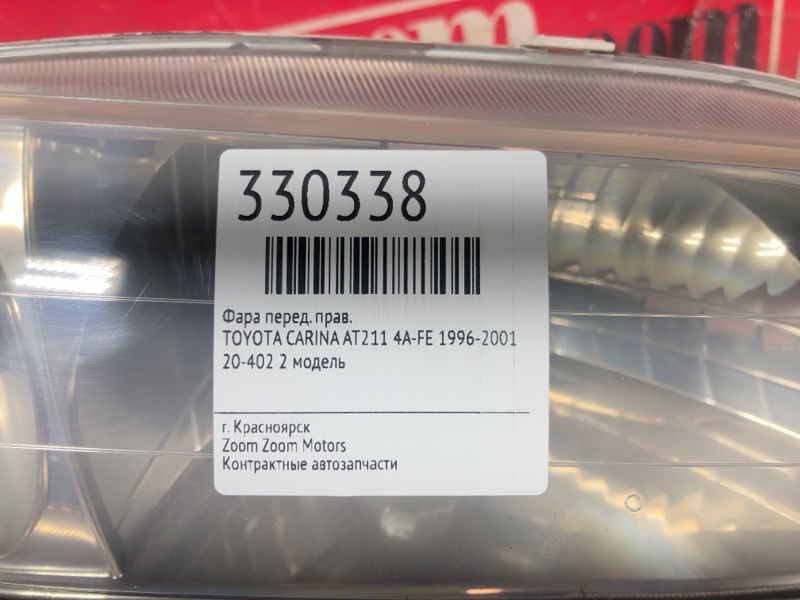 330338
Фара перед. прав.
TOYOTA CARINA AT211 4A-FE 1996-2001
20-402 2 модель
г. Красноярск
Zoom Zoom Motors
Контрактные автозапчасти